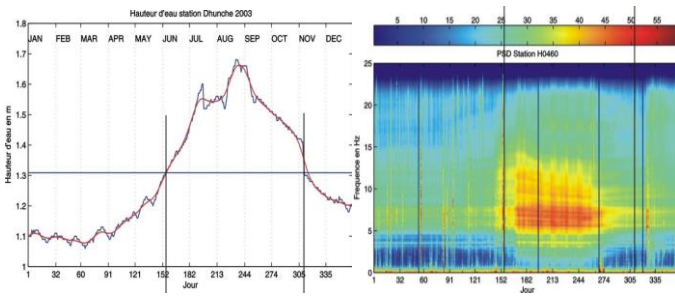 Hauteur d'eau station Dhunche 2003
1.8
JAN FEB MAR APR MAY JUN JUL AUG SEP OCT NOV DEC
1.7
1.6
1.5
1.4
1.3
1.2
1.1
1
Hauteur d'eau en m
1 32 60 91 121 152 182 213 244 274 305 335
Jour
5 10 15 20 25 30 35 40 45 50 55
PSD Station H0460
25
20
15
10
5
0
Frequence en Hz
1 32 60 91 121 152 182 213 244 274 305 335
Jour